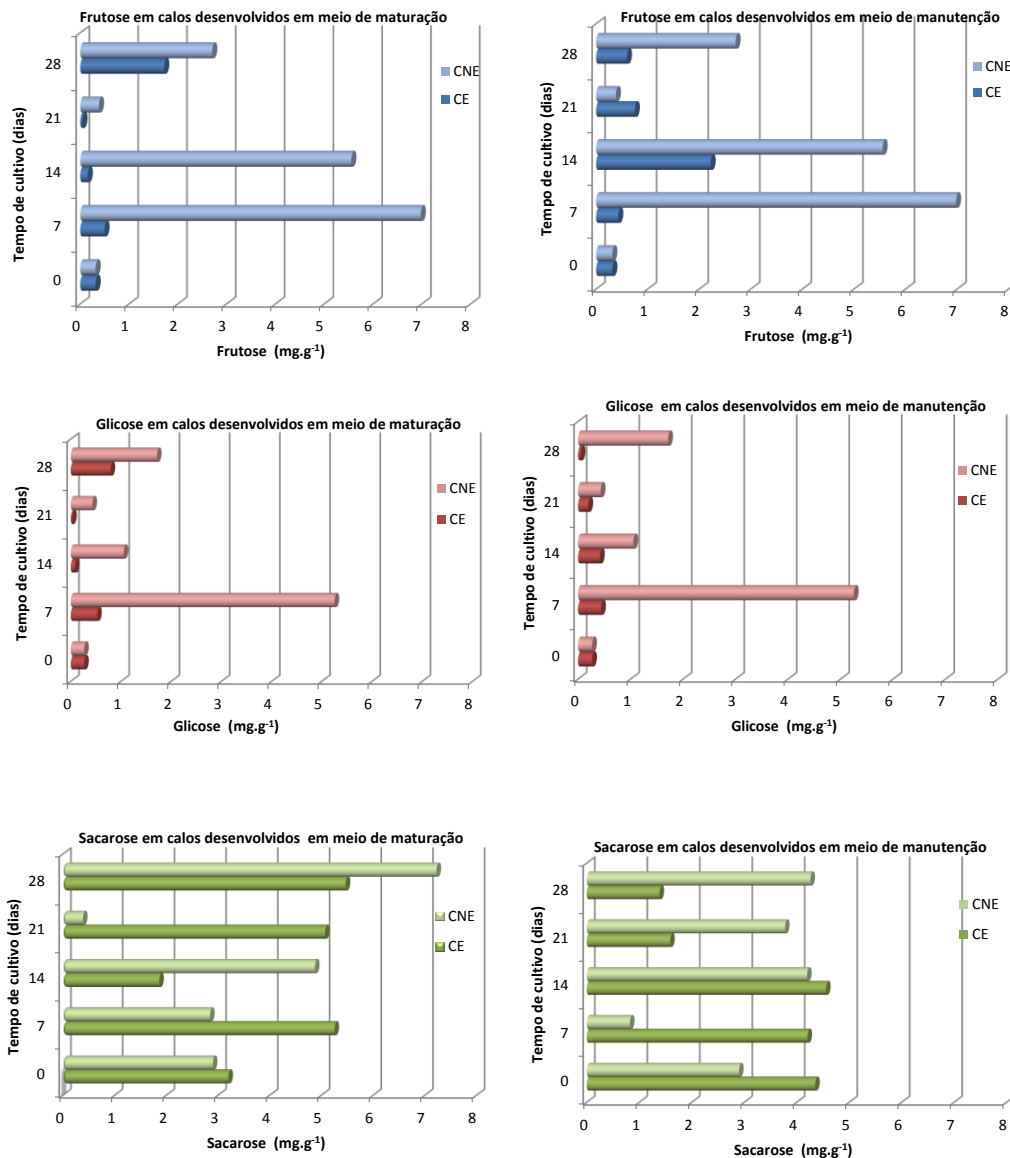 Frutose em calos desenvolvidos em meio de maturação
CNE
CE
Tempo de cultivo (dias)
28
21
14
7
0
0 1 2 3 4 5 6 7 8
Frutose (mg.g-1)
Frutose em calos desenvolvidos em meio de manutenção
CNE
CE
Tempo de cultivo (dias)
28
21
14
7
0
0 1 2 3 4 5 6 7 8
Frutose (mg.g-1)
Glicose em calos desenvolvidos em meio de maturação
CNE
CE
Tempo de cultivo (dias)
28
21
14
7
0
0 1 2 3 4 5 6 7 8
Glicose (mg.g-1)
Glicose em calos desenvolvidos em meio de manutenção
CNE
CE
Tempo de cultivo (dias)
28
21
14
7
0
0 1 2 3 4 5 6 7 8
Glicose (mg.g-1)
Sacarose em calos desenvolvidos em meio de maturação
CNE
CE
Tempo de cultivo (dias)
28
21
14
7
0
0 1 2 3 4 5 6 7 8
Sacarose (mg.g-1)
Sacarose em calos desenvolvidos em meio de manutenção
CNE
CE
Tempo de cultivo (dias)
28
21
14
7
0
0 1 2 3 4 5 6 7 8
Sacarose (mg.g-1)